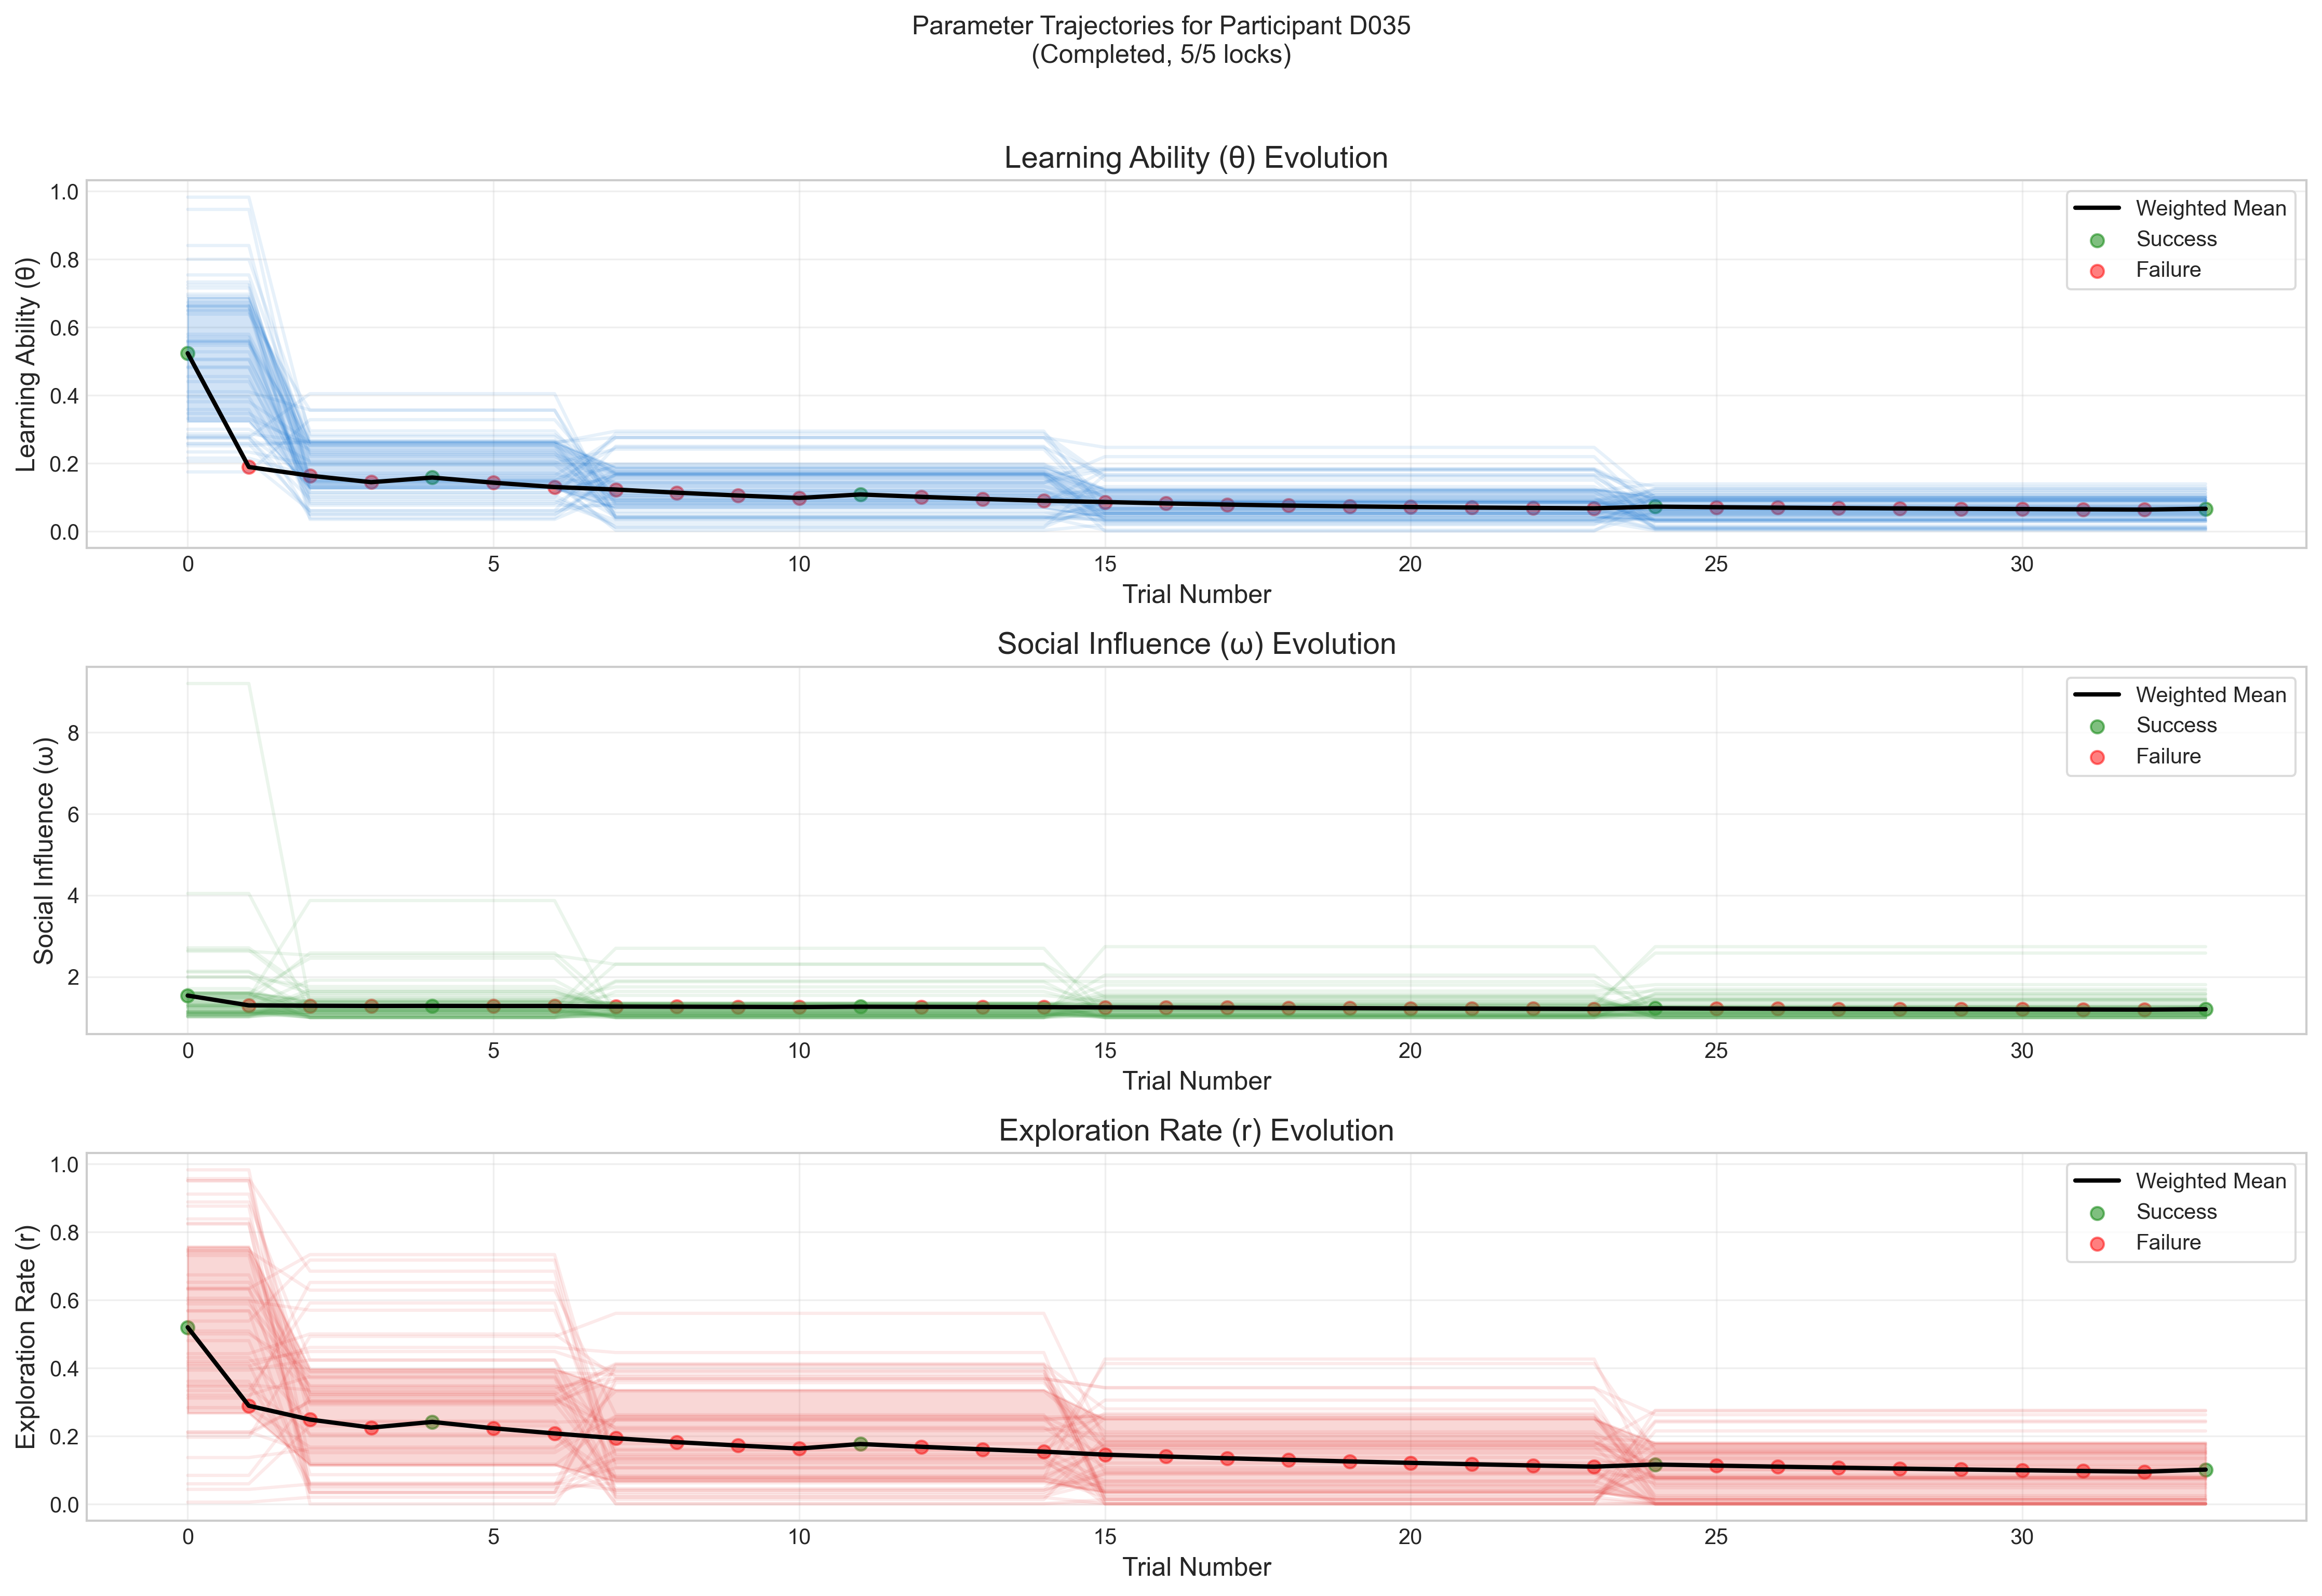 Parameter Trajectories for Participant D035
(Completed, 5/5 locks)
Learning Ability (θ) Evolution
Learning Ability (θ)
1.0
0.8
0.6
0.4
0.2
0.0
Weighted Mean
Success
Failure
0 5 10 15 20 25 30
Trial Number
Social Influence (ω) Evolution
Social Influence (ω)
8
6
4
2
Weighted Mean
Success
Failure
0 5 10 15 20 25 30
Trial Number
Exploration Rate (r) Evolution
Exploration Rate (r)
1.0
0.8
0.6
0.4
0.2
0.0
Weighted Mean
Success
Failure
0 5 10 15 20 25 30
Trial Number